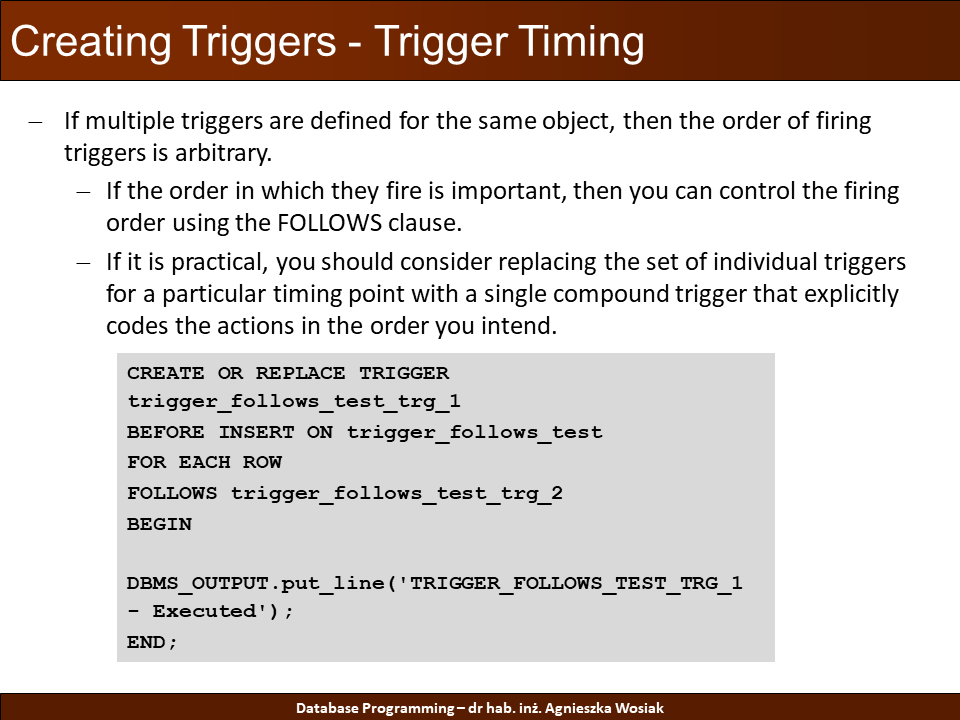 Creating Triggers - Trigger Timing
– If multiple triggers are defined for the same object, then the order of firing
triggers is arbitrary.
– If the order in which they fire is important, then you can control the firing
order using the FOLLOWS clause.
– If it is practical, you should consider replacing the set of individual triggers
for a particular timing point with a single compound trigger that explicitly
codes the actions in the order you intend.
CREATE OR REPLACE TRIGGER
trigger_follows_test_trg_1
BEFORE INSERT ON trigger_follows_test
FOR EACH ROW
FOLLOWS trigger_follows_test_trg_2
BEGIN
DBMS_OUTPUT.put_line('TRIGGER_FOLLOWS_TEST_TRG_1
- Executed');
END;
Database Programming – dr hab. inż. Agnieszka Wosiak